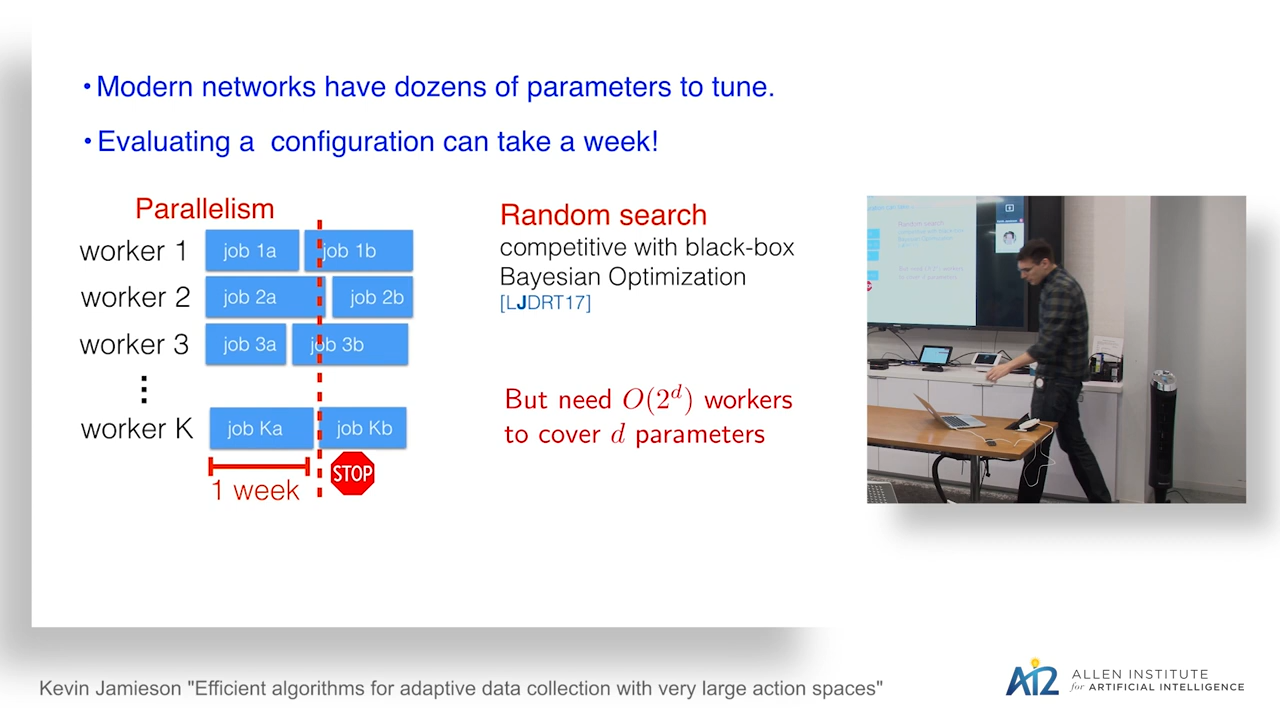 • Modern networks have dozens of parameters to tune.
• Evaluating a configuration can take a week!
Parallelism
worker 1 job 1a job 1b
worker 2 job 2a job 2b
worker 3 job 3a job 3b
⋮
worker K job Ka job Kb
STOP
1 week
Random search
competitive with black-box
Bayesian Optimization
[LJDRT17]
But need O(2^d) workers
to cover d parameters
Random search
Kevin Jamieson "Efficient algorithms for adaptive data collection with very large action spaces"
AI2 ALLEN INSTITUTE
for ARTIFICIAL INTELLIGENCE